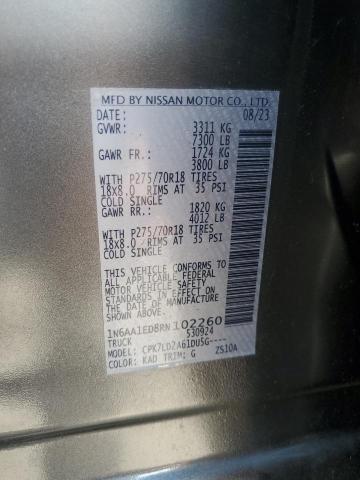 MFD BY NISSAN MOTOR CO., LTD.
DATE: 08/23
GVWR: 3311 KG
7300 LB
GAWR FR.: 1724 KG
3800 LB
WITH P275/70R18 TIRES
18X8.0 RIMS AT 35 PSI
COLD SINGLE
GAWR RR.: 1820 KG
4012 LB
WITH P275/70R18 TIRES
18X8.0 RIMS AT 35 PSI
COLD SINGLE
THIS VEHICLE CONFORMS TO
ALL APPLICABLE FEDERAL
MOTOR VEHICLE SAFETY
STANDARDS IN EFFECT ON
THE DATE OF MANUFACTURE
SHOWN ABOVE.
1N6AA1ED8RN102260
TRUCK 530924
MODEL: CPK7LDZA61DUSG----
COLOR: KAD TRIM: G ZS10A